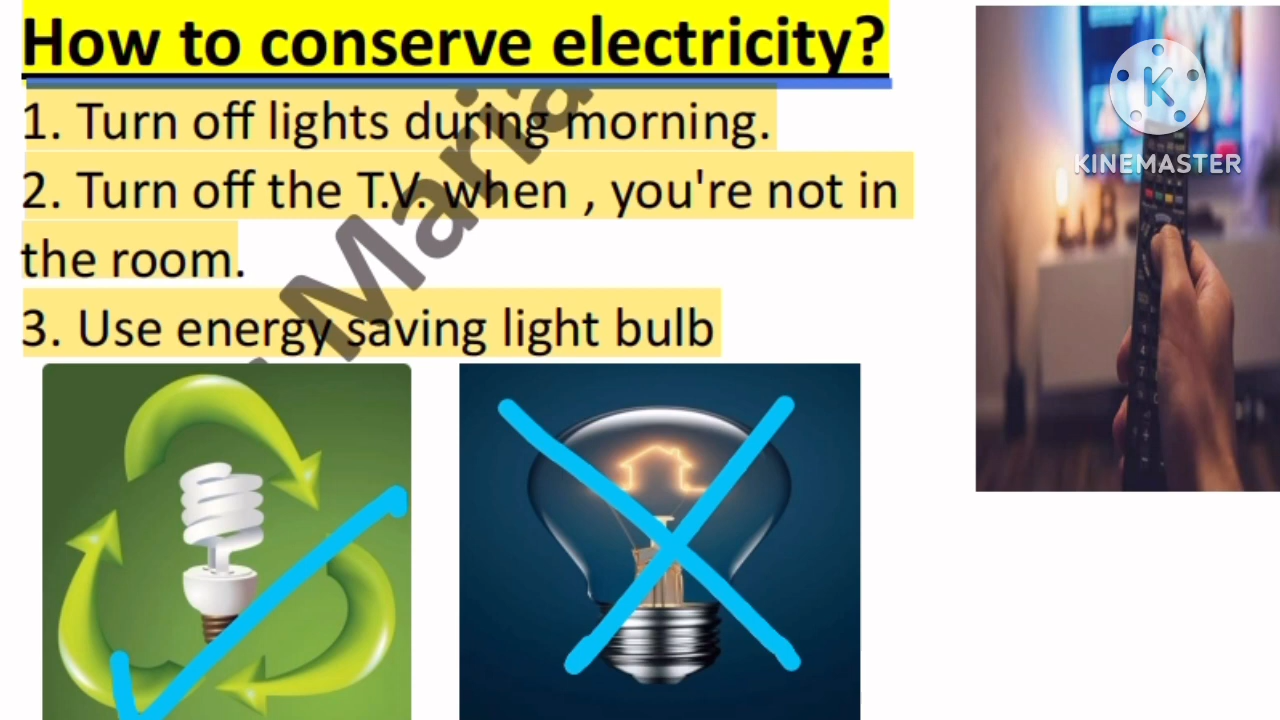 How to conserve electricity?
1. Turn off lights during morning.
2. Turn off the T.V. when , you're not in
the room.
3. Use energy saving light bulb
Maria
K
KINEMASTER